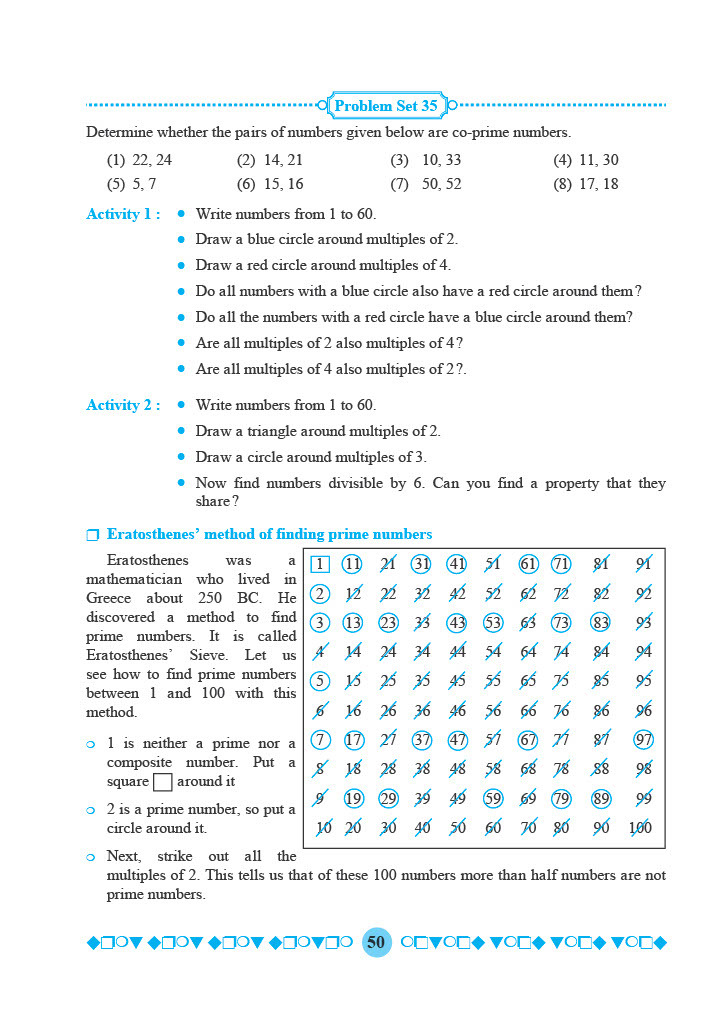 Problem Set 35
Determine whether the pairs of numbers given below are co-prime numbers.
(1) 22, 24 (2) 14, 21 (3) 10, 33 (4) 11, 30
(5) 5, 7 (6) 15, 16 (7) 50, 52 (8) 17, 18
Activity 1 : • Write numbers from 1 to 60.
• Draw a blue circle around multiples of 2.
• Draw a red circle around multiples of 4.
• Do all numbers with a blue circle also have a red circle around them?
• Do all the numbers with a red circle have a blue circle around them?
• Are all multiples of 2 also multiples of 4?
• Are all multiples of 4 also multiples of 2?.
Activity 2 : • Write numbers from 1 to 60.
• Draw a triangle around multiples of 2.
• Draw a circle around multiples of 3.
• Now find numbers divisible by 6. Can you find a property that they
share?
❒ Eratosthenes’ method of finding prime numbers
Eratosthenes was a
mathematician who lived in
Greece about 250 BC. He
discovered a method to find
prime numbers. It is called
Eratosthenes’ Sieve. Let us
see how to find prime numbers
between 1 and 100 with this
method.
1 11 21 31 41 51 61 71 81 91
2 12 22 32 42 52 62 72 82 92
3 13 23 33 43 53 63 73 83 93
4 14 24 34 44 54 64 74 84 94
5 15 25 35 45 55 65 75 85 95
6 16 26 36 46 56 66 76 86 96
7 17 27 37 47 57 67 77 87 97
8 18 28 38 48 58 68 78 88 98
9 19 29 39 49 59 69 79 89 99
10 20 30 40 50 60 70 80 90 100
❍ 1 is neither a prime nor a
composite number. Put a
square □ around it
❍ 2 is a prime number, so put a
circle around it.
❍ Next, strike out all the
multiples of 2. This tells us that of these 100 numbers more than half numbers are not
prime numbers.
50